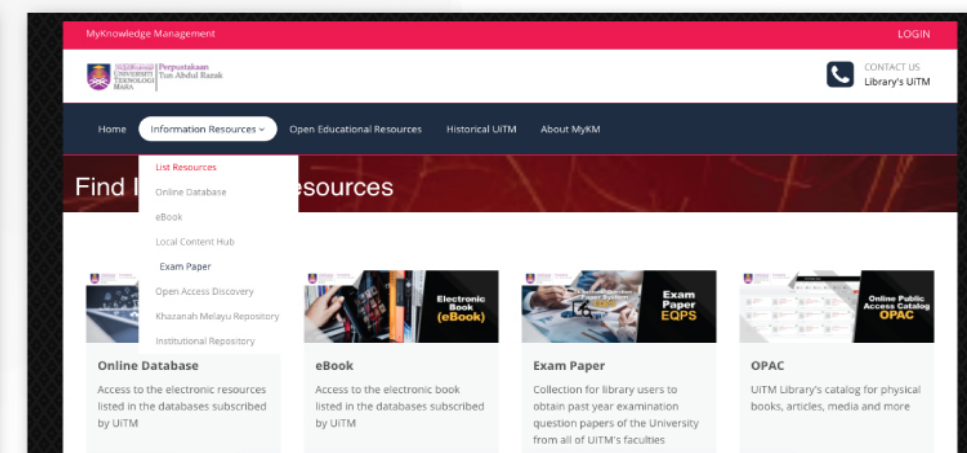 MyKnowledge Management
LOGIN
UNIVERSITI
TEKNOLOGI
MARA
Perpustakaan
Tun Abdul Razak
CONTACT US
Library's UiTM
Home
Information Resources
Open Educational Resources
Historical UiTM
About MyKM
List Resources
Online Database
eBook
Local Content Hub
Exam Paper
Open Access Discovery
Khazanah Melayu Repository
Institutional Repository
Find I
esources
Electronic
Book
(eBook)
Exam
Paper
EQPS
Online Public
Access Catalog
OPAC
Online Database
Access to the electronic resources
listed in the databases subscribed
by UiTM
eBook
Access to the electronic book
listed in the databases subscribed
by UiTM
Exam Paper
Collection for library users to
obtain past year examination
question papers of the University
from all of UiTM's faculties
OPAC
UiTM Library's catalog for physical
books, articles, media and more